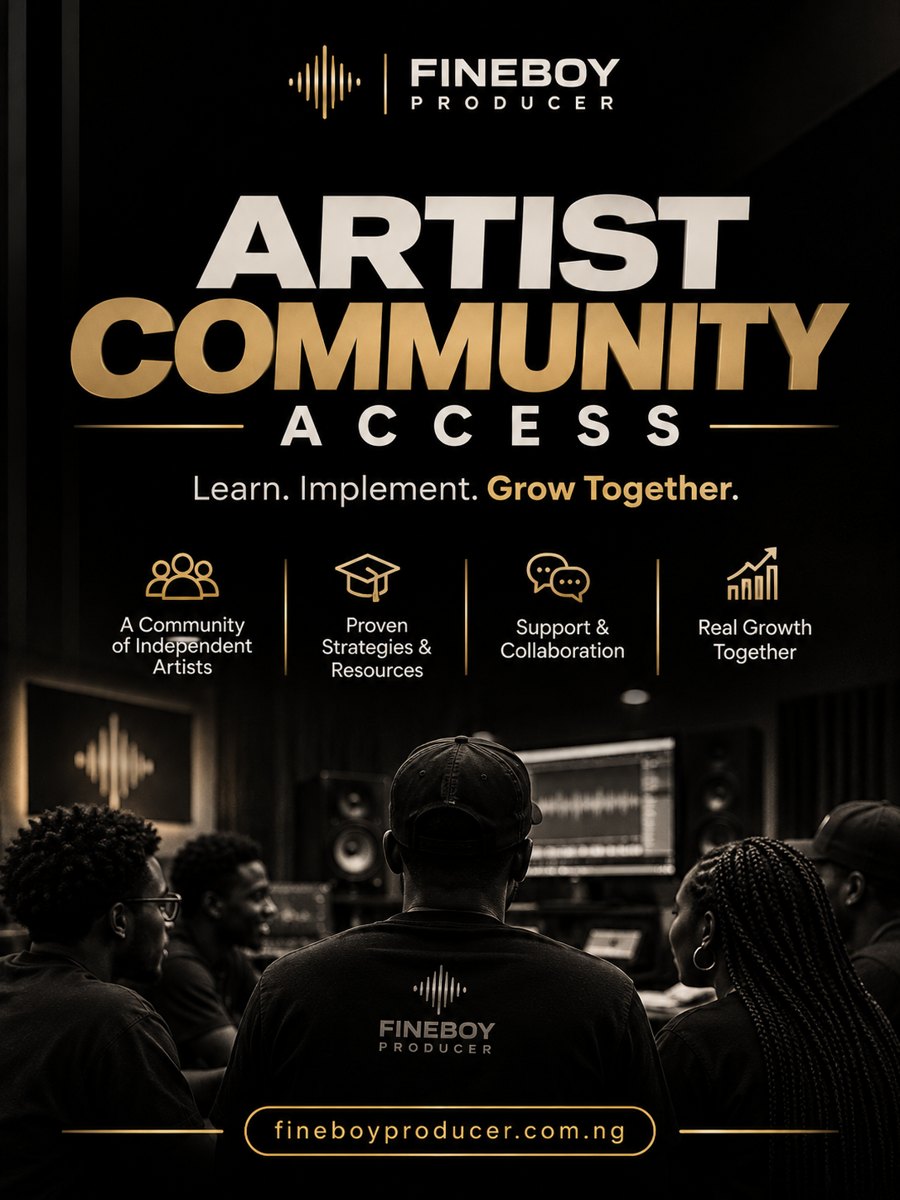 FINEBOY
PRODUCER
ARTIST
COMMUNITY
ACCESS
Learn. Implement. Grow Together.
A Community
of Independent
Artists
Proven
Strategies &
Resources
Support &
Collaboration
Real Growth
Together
FINEBOY
PRODUCER
fineboyproducer.com.ng